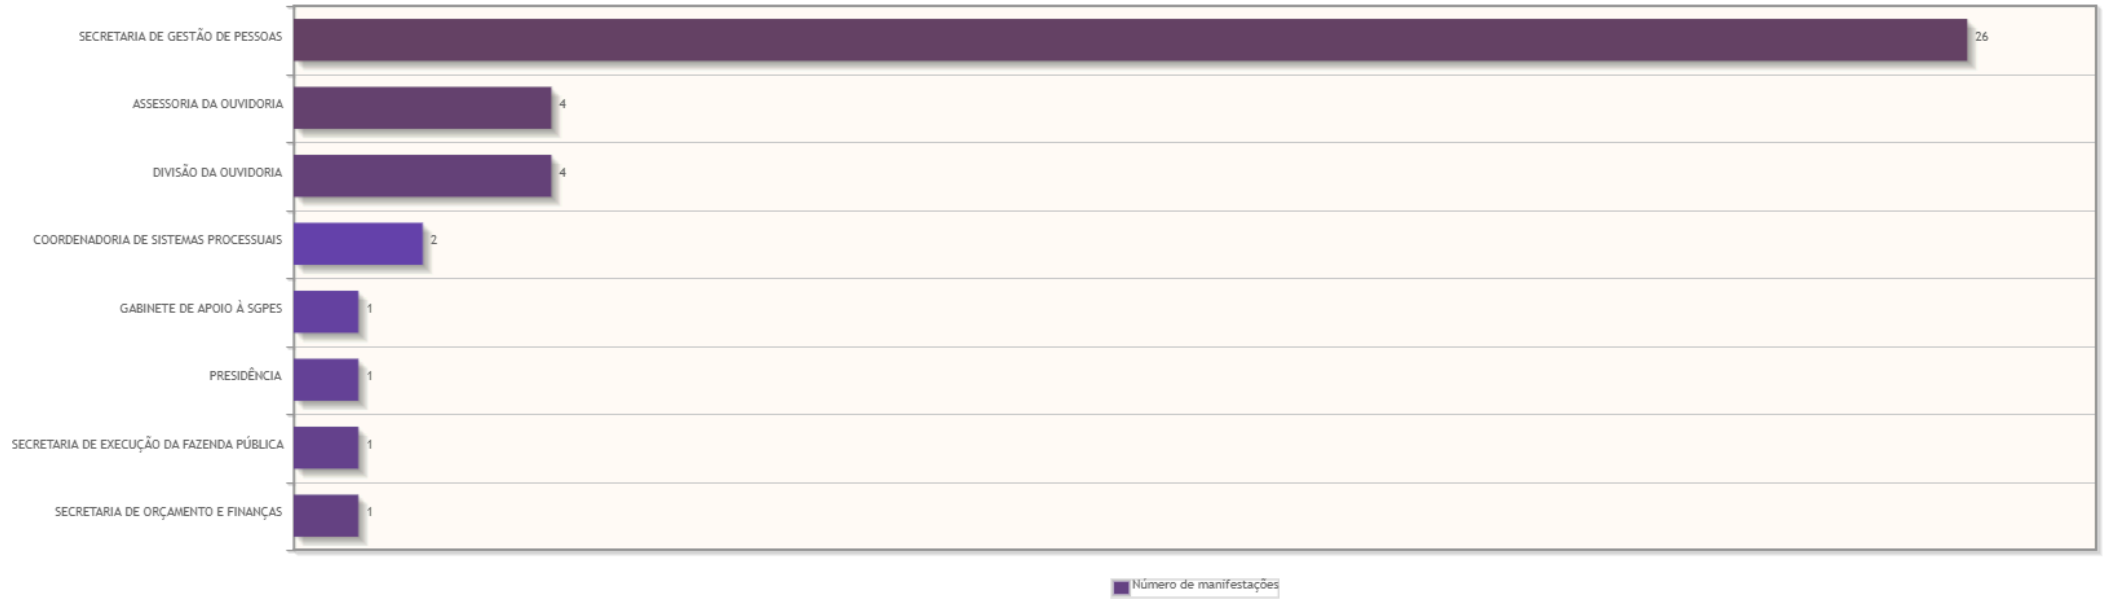 SECRETARIA DE GESTÃO DE PESSOAS 26
ASSESSORIA DA OUVIDORIA 4
DIVISÃO DA OUVIDORIA 4
COORDENADORIA DE SISTEMAS PROCESSUAIS 2
GABINETE DE APOIO À SGPES 1
PRESIDÊNCIA 1
SECRETARIA DE EXECUÇÃO DA FAZENDA PÚBLICA 1
SECRETARIA DE ORÇAMENTO E FINANÇAS 1
Número de manifestações